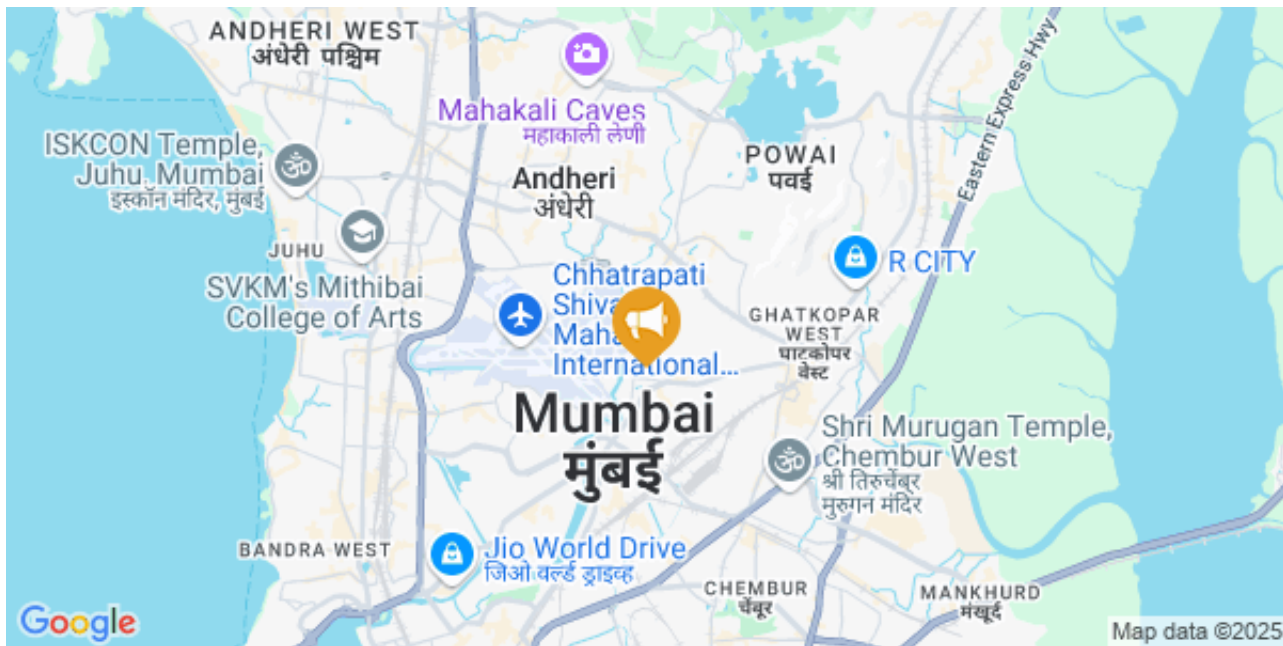 ANDHERI WEST
अंधेरी पश्चिम
Mahakali Caves
महाकाली लेणी
Eastern Express Hwy
ISKCON Temple,
Juhu, Mumbai
इस्कॉन मंदिर, मुंबई
Andheri
अंधेरी
POWAI
पवई
JUHU
SVKM's Mithibai
College of Arts
Chhatrapati
Shiva
Maha
International...
R CITY
GHATKOPAR
WEST
घाटकोपर
वेस्ट
Mumbai
मुंबई
Shri Murugan Temple,
Chembur West
श्री तिरुचेंबूर
मुरुगन मंदिर
BANDRA WEST
Jio World Drive
जिओ वर्ल्ड ड्राइव्ह
CHEMBUR
चेंबूर
MANKHURD
मंखूर्द
Google
Map data ©2025